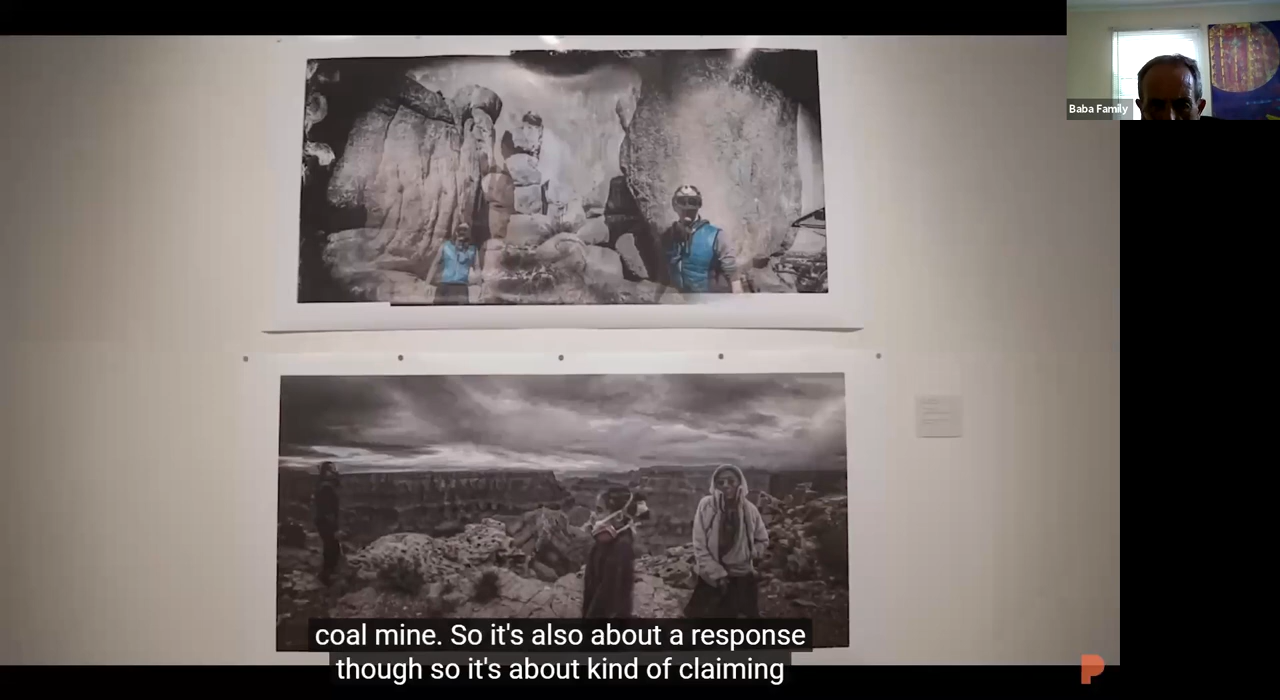 Baba Family
coal mine. So it's also about a response
though so it's about kind of claiming